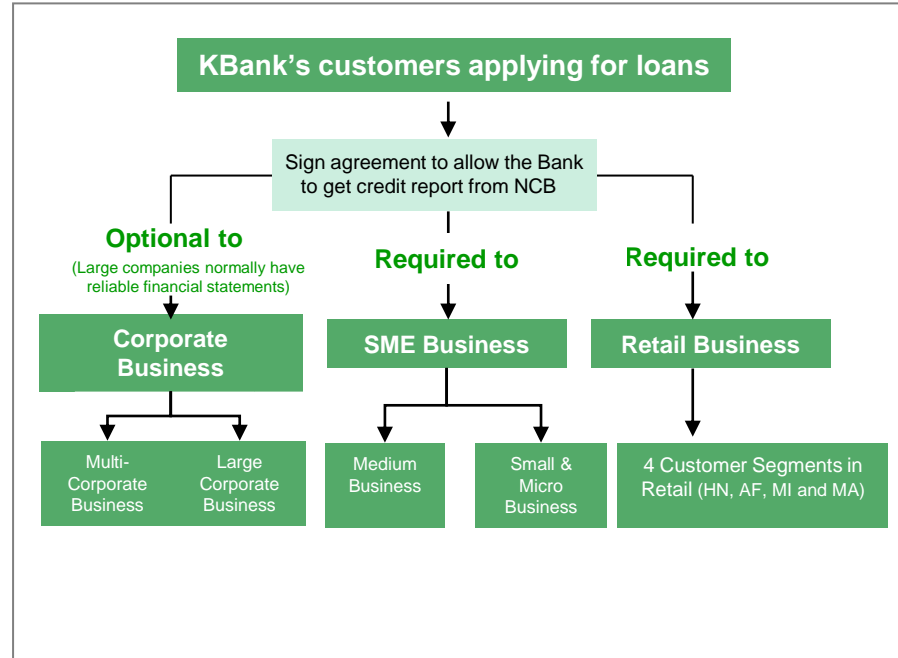 KBank's customers applying for loans
Sign agreement to allow the Bank
to get credit report from NCB
Optional to
(Large companies normally have
reliable financial statements)
Required to
Required to
Corporate
Business
SME Business
Retail Business
Multi-
Corporate
Business
Large
Corporate
Business
Medium
Business
Small &
Micro
Business
4 Customer Segments in
Retail (HN, AF, MI and MA)